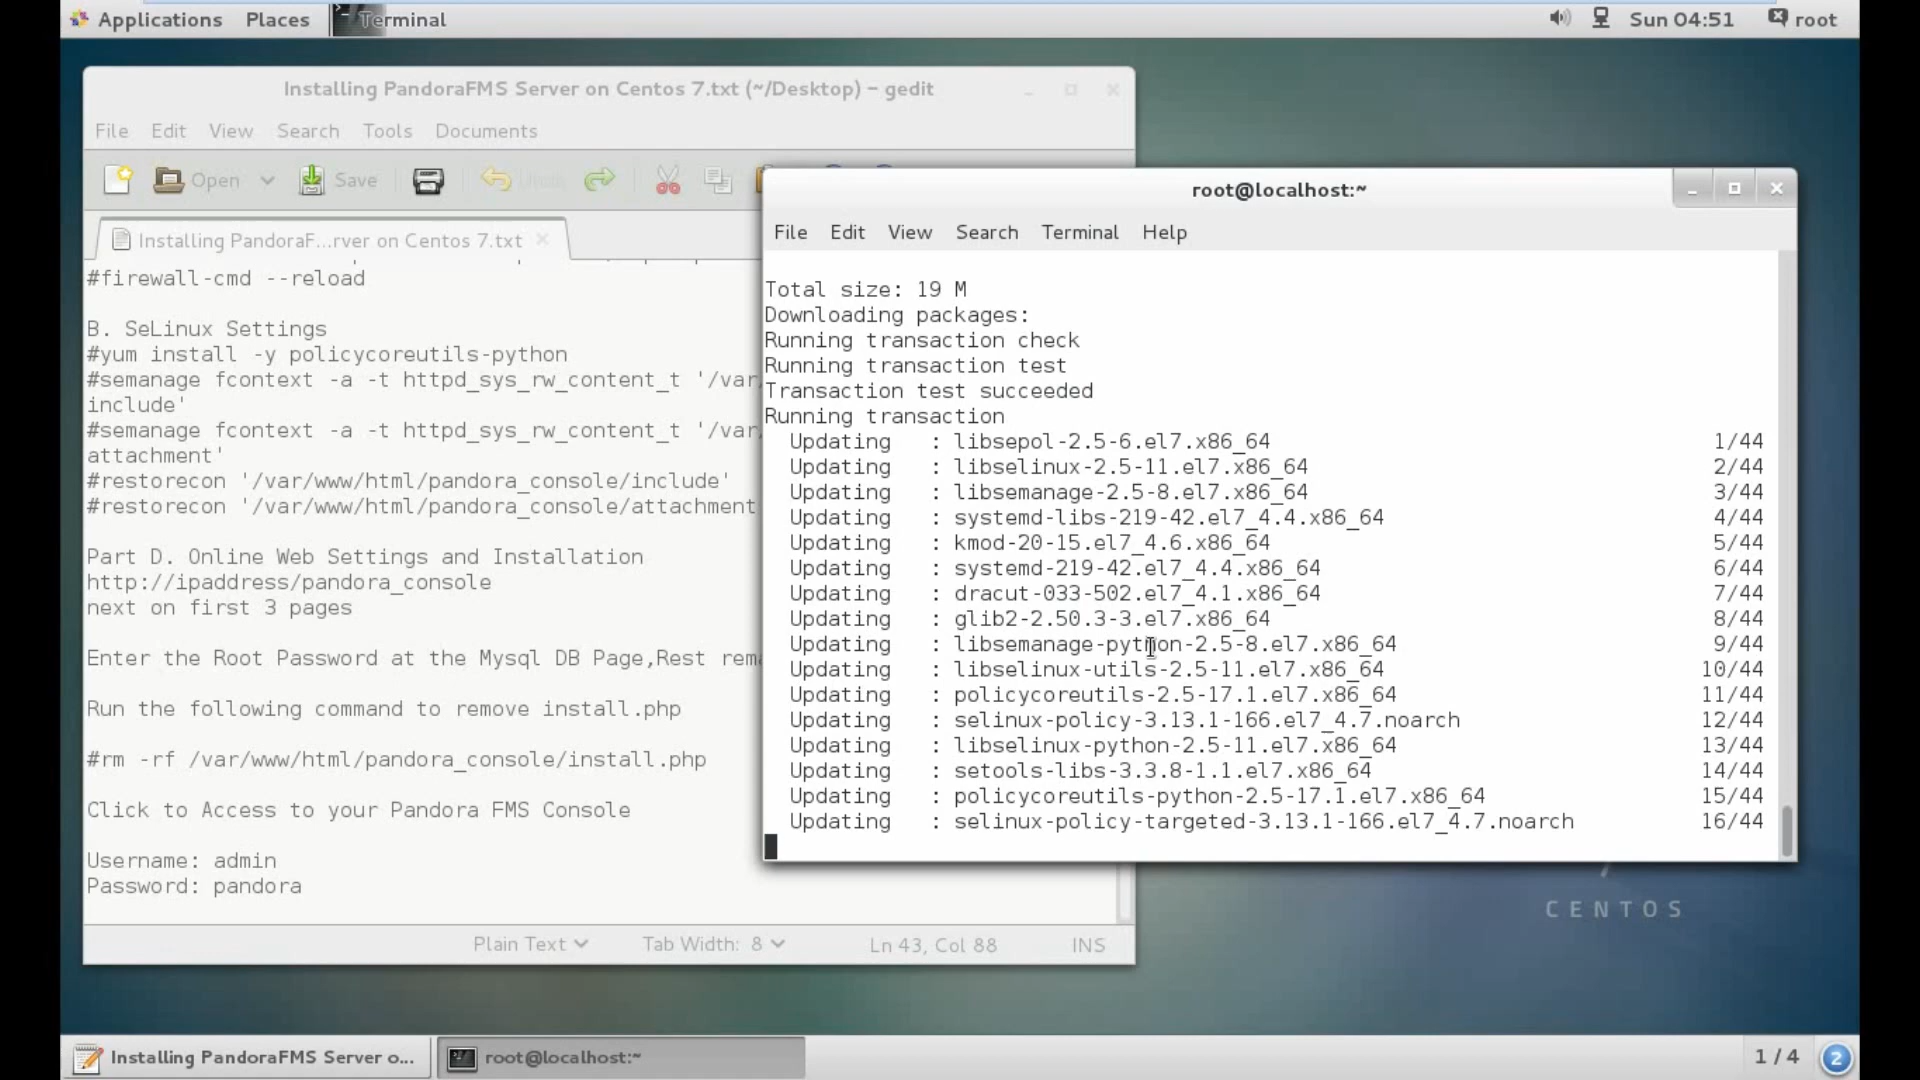 Applications Places Terminal Sun 04:51 root
Installing PandoraFMS Server on Centos 7.txt (~/Desktop) – gedit
File Edit View Search Tools Documents
Open Save Undo
Installing PandoraF...rver on Centos 7.txt
#firewall-cmd --reload
B. SeLinux Settings
#yum install -y policycoreutils-python
#semanage fcontext -a -t httpd_sys_rw_content_t '/var/
include'
#semanage fcontext -a -t httpd_sys_rw_content_t '/var/
attachment'
#restorecon '/var/www/html/pandora_console/include'
#restorecon '/var/www/html/pandora_console/attachment
Part D. Online Web Settings and Installation
http://ipaddress/pandora_console
next on first 3 pages
Enter the Root Password at the Mysql DB Page,Rest
Run the following command to remove install.php
#rm -rf /var/www/html/pandora_console/install.php
Click to Access to your Pandora FMS Console
Username: admin
Password: pandora
Plain Text Tab Width: 8 Ln 43, Col 88 INS
root@localhost:~
File Edit View Search Terminal Help
Total size: 19 M
Downloading packages:
Running transaction check
Running transaction test
Transaction test succeeded
Running transaction
Updating : libsepol-2.5-6.el7.x86_64 1/44
Updating : libselinux-2.5-11.el7.x86_64 2/44
Updating : libsemanage-2.5-8.el7.x86_64 3/44
Updating : systemd-libs-219-42.el7_4.4.x86_64 4/44
Updating : kmod-20-15.el7_4.6.x86_64 5/44
Updating : systemd-219-42.el7_4.4.x86_64 6/44
Updating : dracut-033-502.el7_4.1.x86_64 7/44
Updating : glib2-2.50.3-3.el7.x86_64 8/44
Updating : libsemanage-python-2.5-8.el7.x86_64 9/44
Updating : libselinux-utils-2.5-11.el7.x86_64 10/44
Updating : policycoreutils-2.5-17.1.el7.x86_64 11/44
Updating : selinux-policy-3.13.1-166.el7_4.7.noarch 12/44
Updating : libselinux-python-2.5-11.el7.x86_64 13/44
Updating : setools-libs-3.3.8-1.1.el7.x86_64 14/44
Updating : policycoreutils-python-2.5-17.1.el7.x86_64 15/44
Updating : selinux-policy-targeted-3.13.1-166.el7_4.7.noarch 16/44
CENTOS
Installing PandoraFMS Server o... root@localhost:~ 1 / 4 2